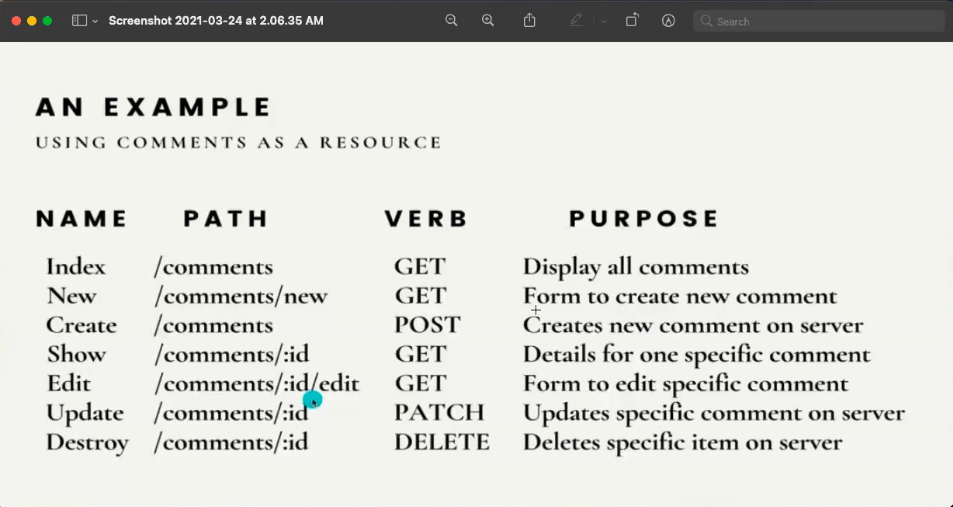 Screenshot 2021-03-24 at 2.06.35 AM
Search
AN EXAMPLE
USING COMMENTS AS A RESOURCE
NAME PATH VERB PURPOSE
Index /comments GET Display all comments
New /comments/new GET Form to create new comment
Create /comments POST Creates new comment on server
Show /comments/:id GET Details for one specific comment
Edit /comments/:id/edit GET Form to edit specific comment
Update /comments/:id PATCH Updates specific comment on server
Destroy /comments/:id DELETE Deletes specific item on server